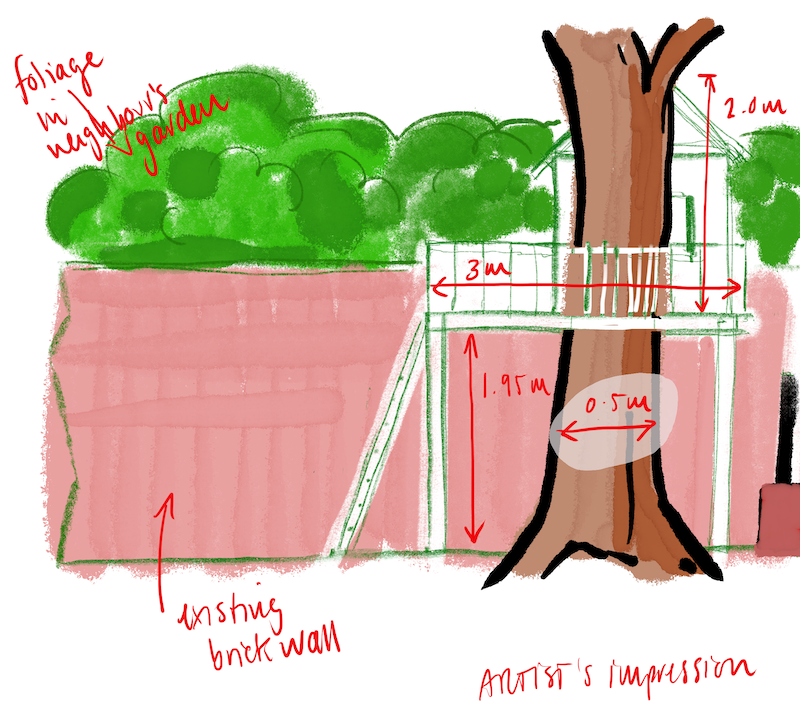 foliage
in
neighbour's
garden
2.0m
3m
1.95m
0.5m
existing
brick wall
ARTIST'S impression